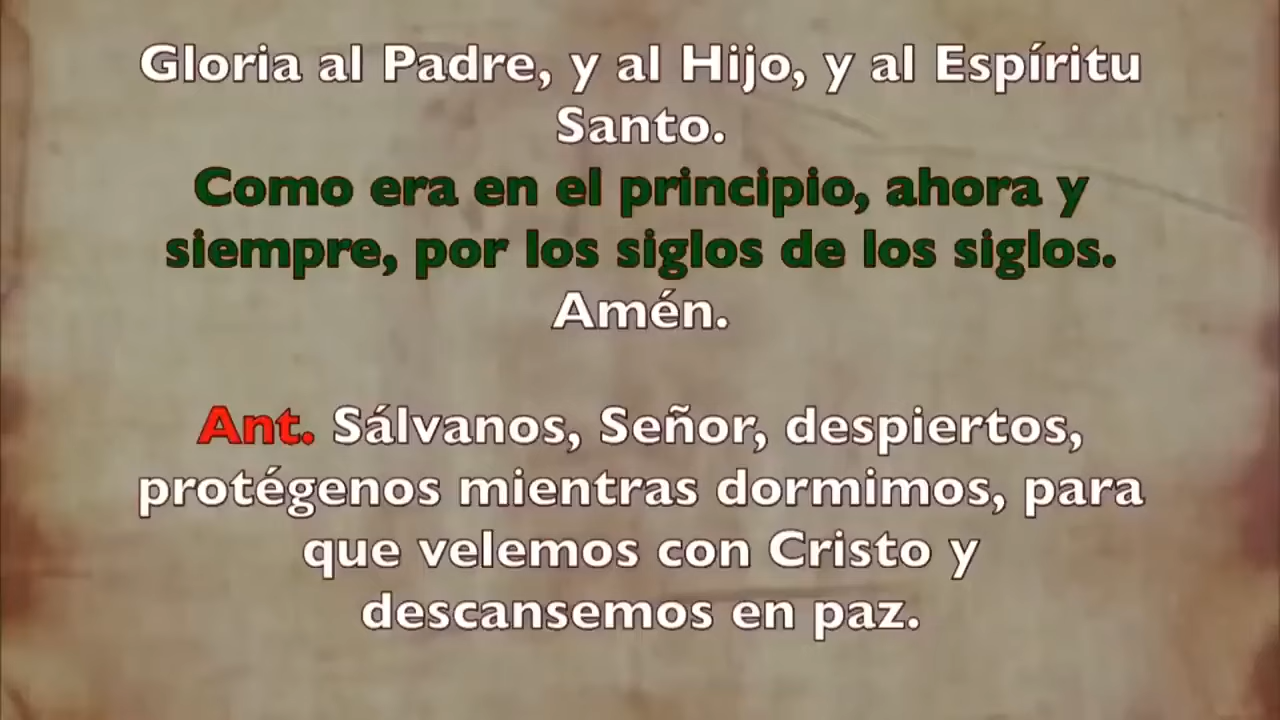 Gloria al Padre, y al Hijo, y al Espíritu
Santo.
Como era en el principio, ahora y
siempre, por los siglos de los siglos.
Amén.
Ant. Sálvanos, Señor, despiertos,
protégenos mientras dormimos, para
que velemos con Cristo y
descansemos en paz.